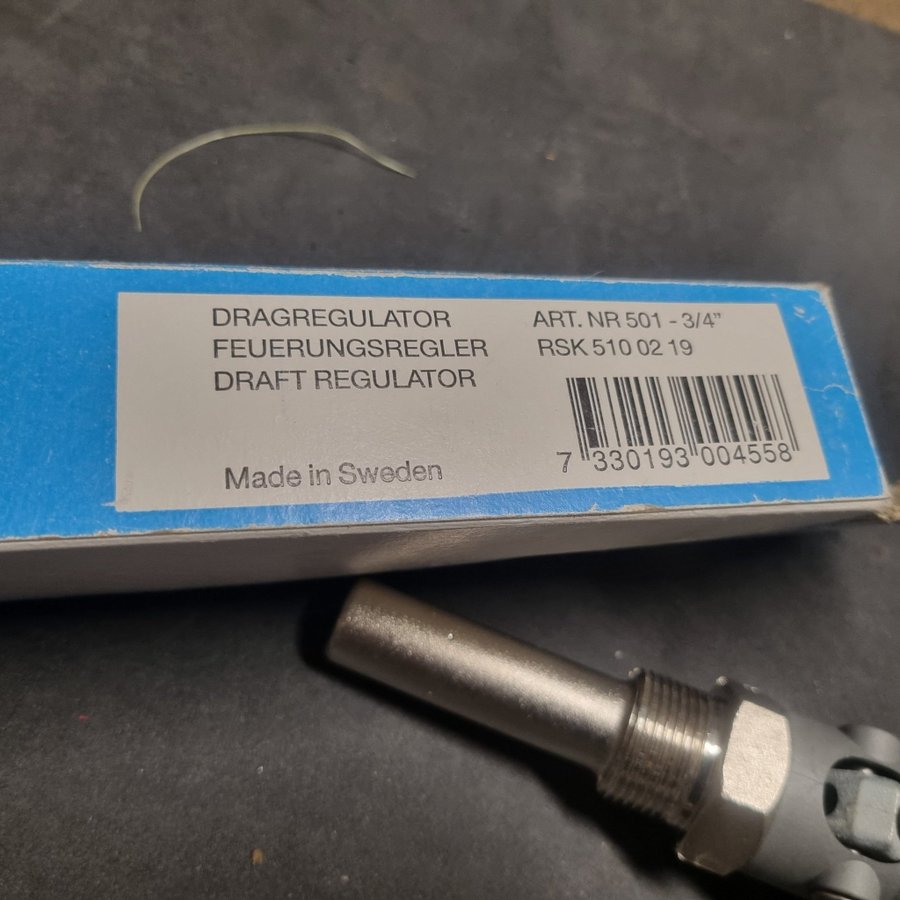 DRAGREGULATOR
FEUERUNGSREGLER
DRAFT REGULATOR
Made in Sweden
ART. NR 501 - 3/4”
RSK 510 02 19
7 330193 004558